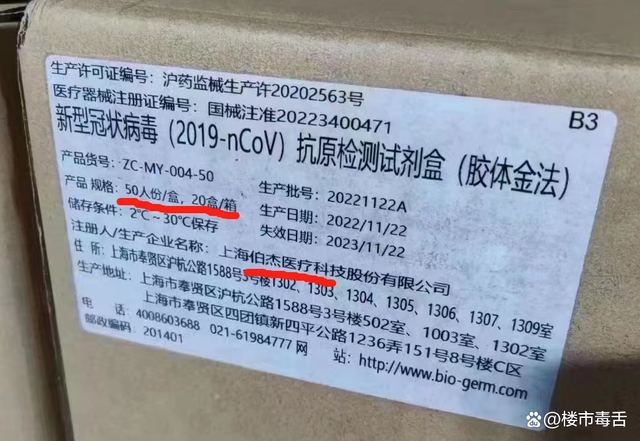 生产许可证编号: 沪药监械生产许20202563号
医疗器械注册证编号: 国械注准20223400471
B3
新型冠状病毒 (2019-nCoV) 抗原检测试剂盒 (胶体金法)
产品货号: ZC-MY-004-50
产品 规格: 50人份/盒, 20盒/箱
储存条件: 2℃~30℃保存
生产批号: 20221122A
生产日期: 2022/11/22
失效日期: 2023/11/22
注册人/生产企业名称: 上海伯杰医疗科技股份有限公司
住 所: 上海市奉贤区沪杭公路1588号3号楼1302、1303、1304、1305、1306、1307、1309室
生产地址: 上海市奉贤区沪杭公路1588号3号楼502室、1003室、1302室
上海市奉贤区四团镇新四平公路1236弄151号8号楼C区
电 话: 4008603688 021-61984777 网 站: http://www.bio-germ.com
邮政编码: 201401
Bai百度 @楼市毒舌